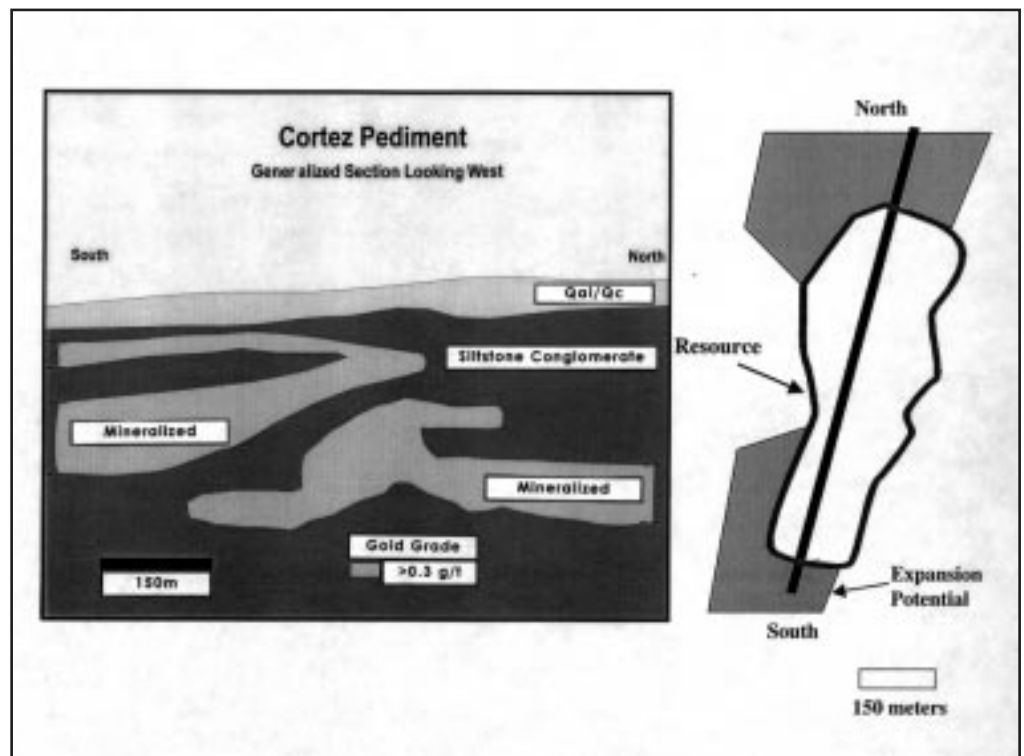 Cortez Pediment
Generalized Section Looking West
South
North
Qal/Qc
Siltstone Conglomerate
Mineralized
Mineralized
Gold Grade
>0.3 g/t
150m
North
Resource
Expansion
Potential
South
150 meters